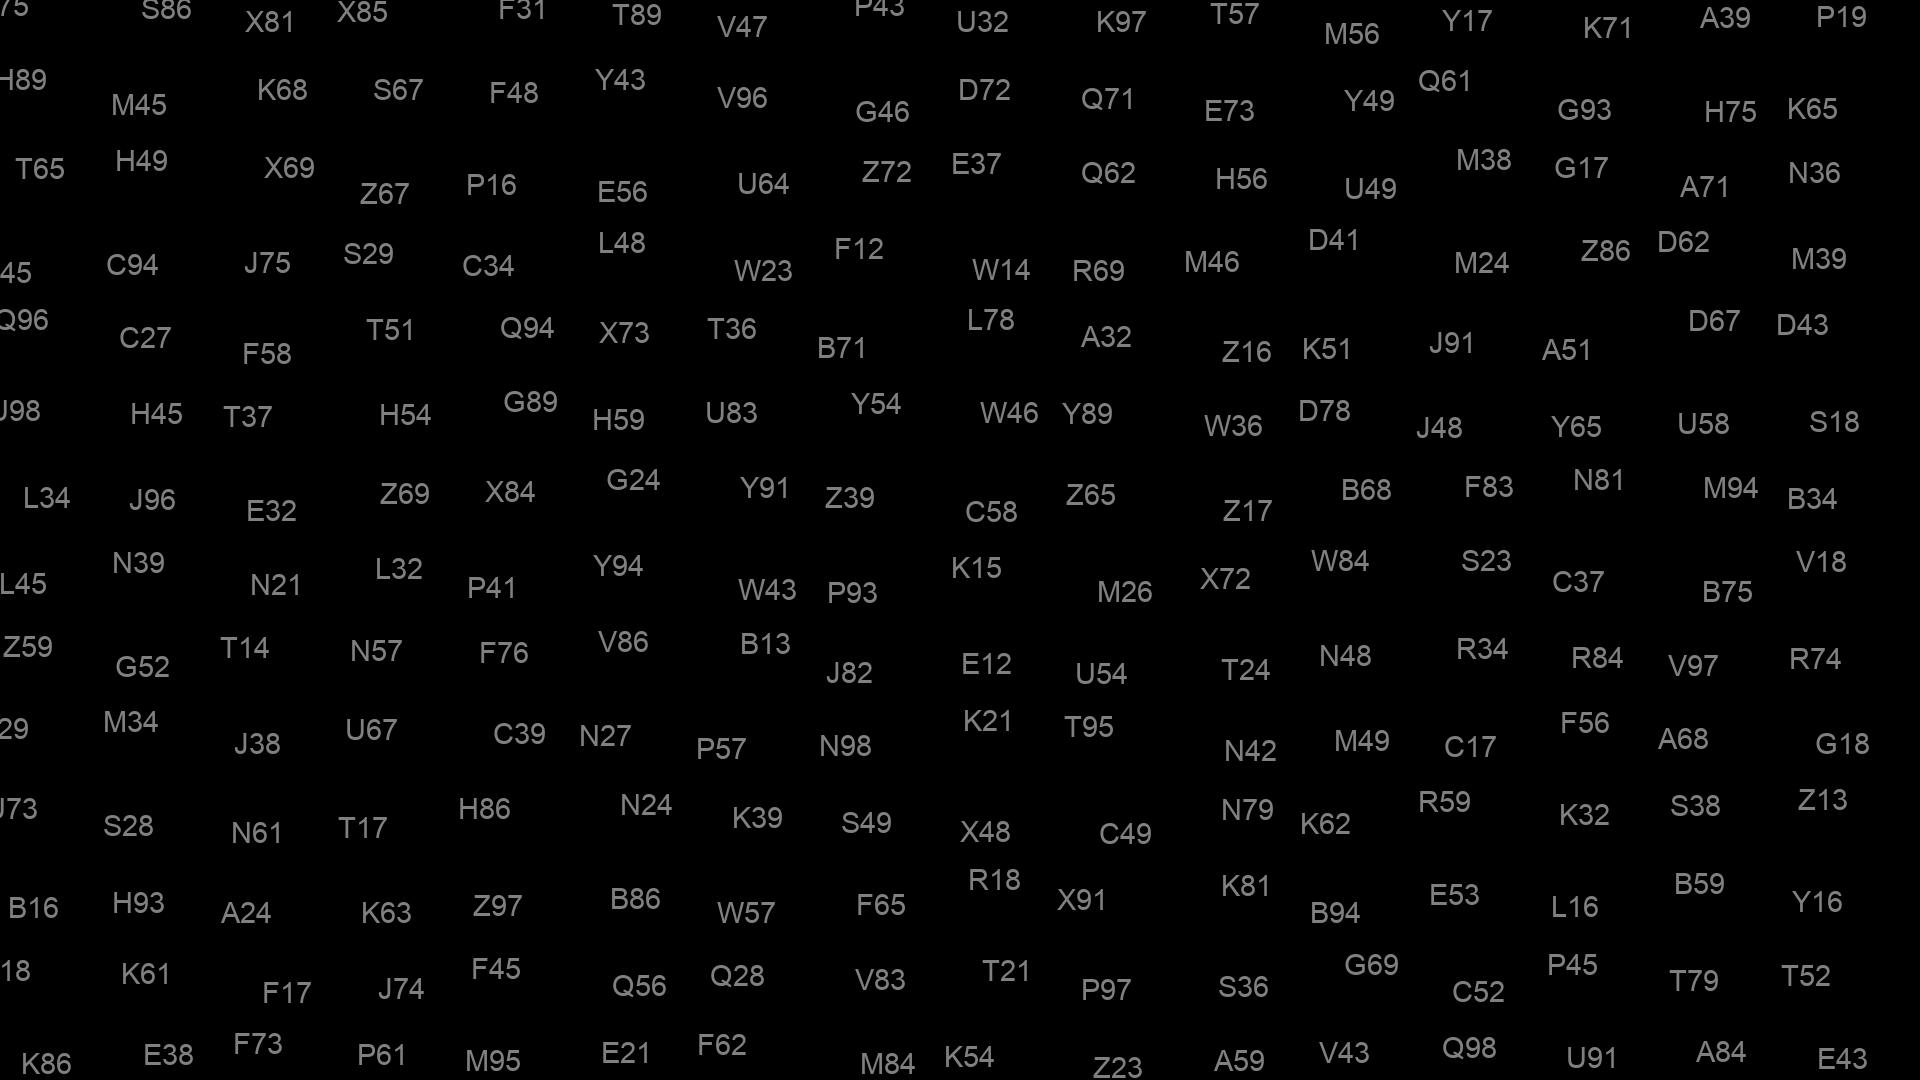 75 S86 X81 X85 F31 T89 V47 P43 U32 K97 T57 M56 Y17 K71 A39 P19
H89 M45 K68 S67 F48 Y43 V96 G46 D72 Q71 E73 Y49 Q61 G93 H75 K65
T65 H49 X69 Z67 P16 E56 U64 Z72 E37 Q62 H56 U49 M38 G17 A71 N36
45 C94 J75 S29 C34 L48 W23 F12 W14 R69 M46 D41 M24 Z86 D62 M39
Q96 C27 F58 T51 Q94 X73 T36 B71 L78 A32 Z16 K51 J91 A51 D67 D43
98 H45 T37 H54 G89 H59 U83 Y54 W46 Y89 W36 D78 J48 Y65 U58 S18
L34 J96 E32 Z69 X84 G24 Y91 Z39 C58 Z65 Z17 B68 F83 N81 M94 B34
L45 N39 N21 L32 P41 Y94 W43 P93 K15 M26 X72 W84 S23 C37 B75 V18
Z59 G52 T14 N57 F76 V86 B13 J82 E12 U54 T24 N48 R34 R84 V97 R74
29 M34 J38 U67 C39 N27 P57 N98 K21 T95 N42 M49 C17 F56 A68 G18
73 S28 N61 T17 H86 N24 K39 S49 X48 C49 N79 K62 R59 K32 S38 Z13
B16 H93 A24 K63 Z97 B86 W57 F65 R18 X91 K81 B94 E53 L16 B59 Y16
18 K61 F17 J74 F45 Q56 Q28 V83 T21 P97 S36 G69 C52 P45 T79 T52
K86 E38 F73 P61 M95 E21 F62 M84 K54 Z23 A59 V43 Q98 U91 A84 E43